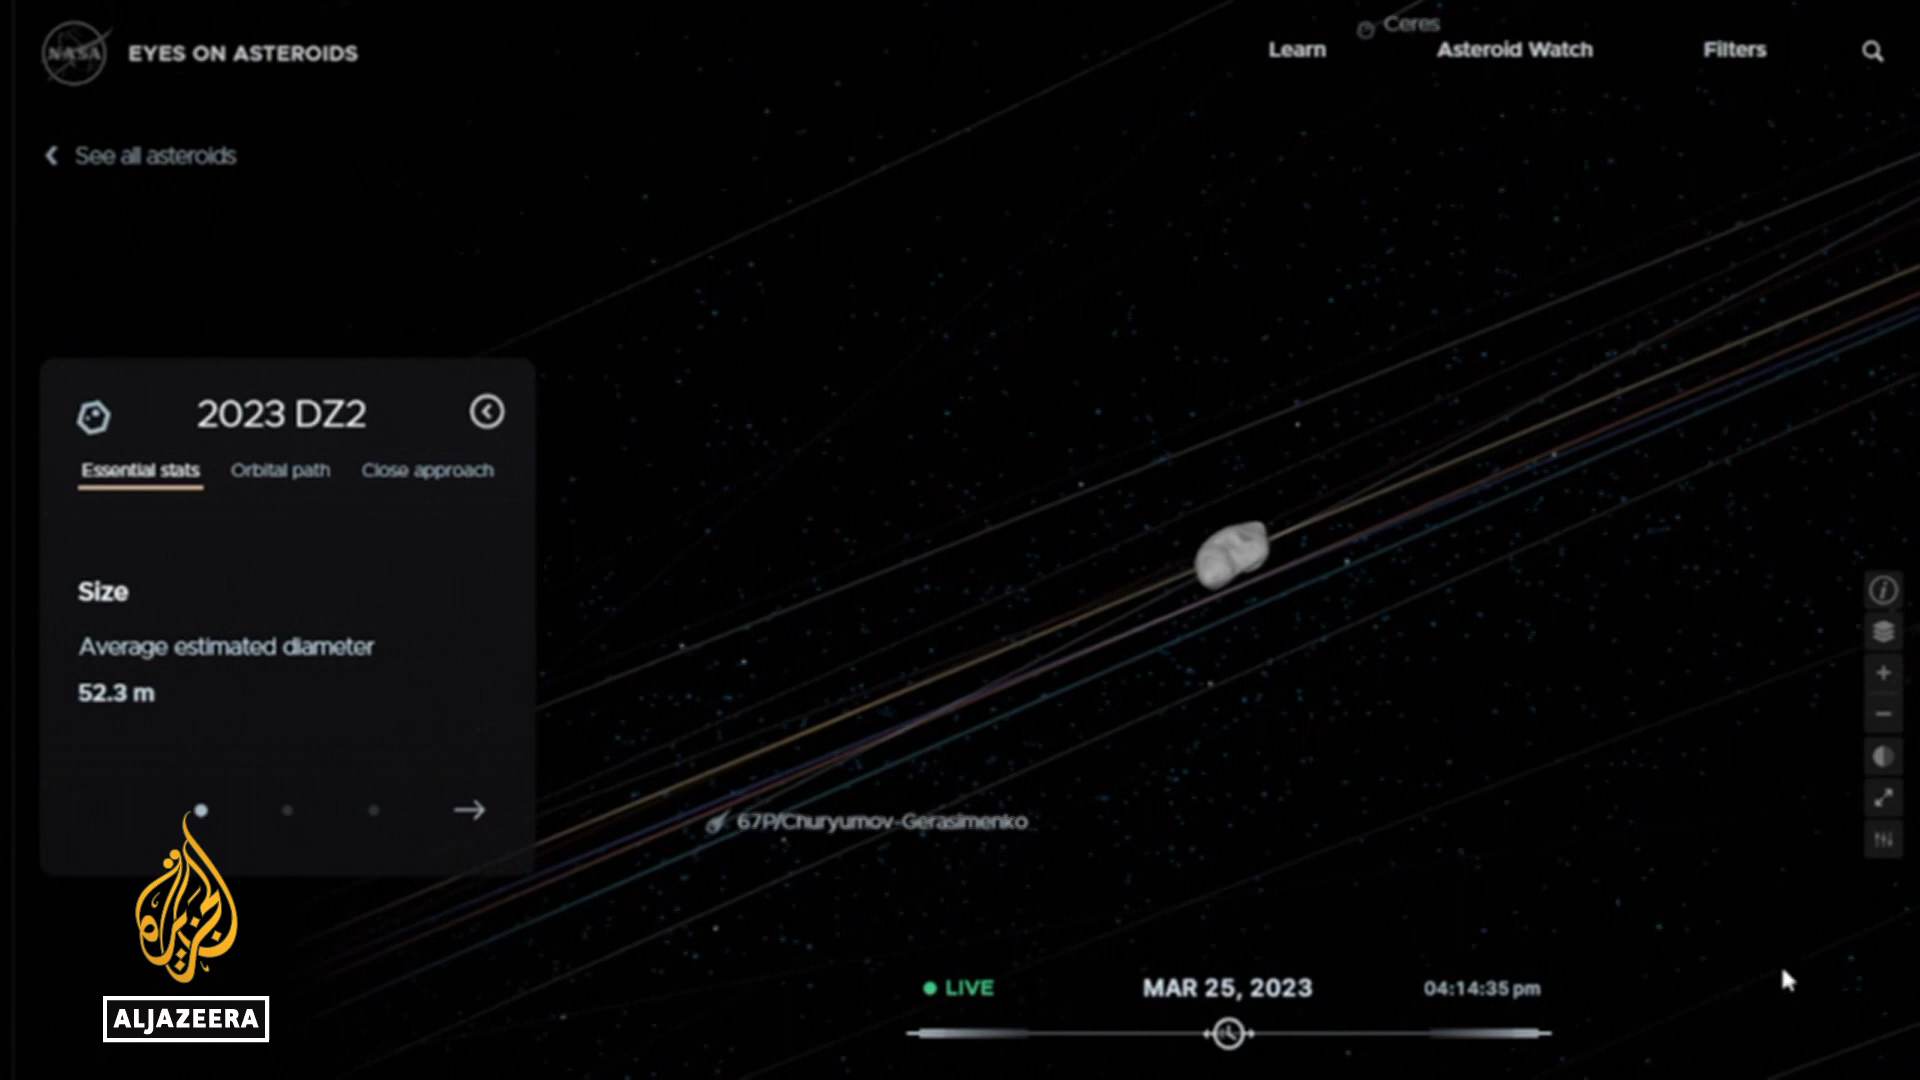 Ceres
NASA
EYES ON ASTEROIDS
Learn
Asteroid Watch
Filters
See all asteroids
2023 DZ2
Essential stats
Orbital path
Close approach
Size
Average estimated diameter
52.3 m
67P/Churyumov-Gerasimenko
الجزيرة
ALJAZEERA
LIVE
MAR 25, 2023
04:14:35 pm